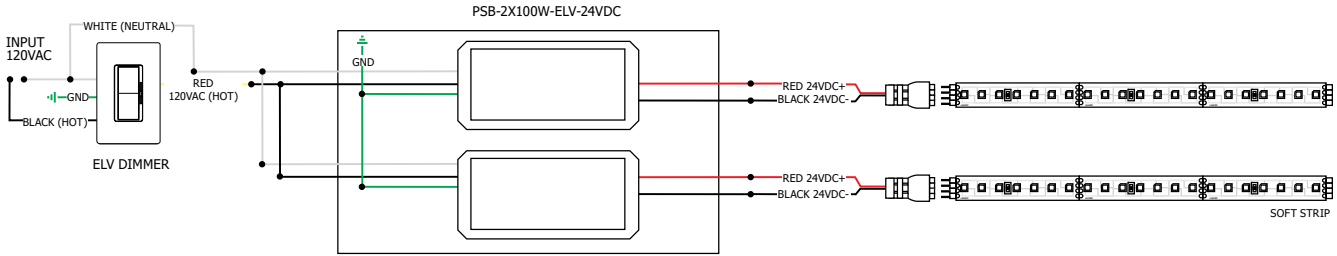 PSB-2X100W-ELV-24VDC
WHITE (NEUTRAL)
INPUT
120VAC
GND
RED
120VAC (HOT)
GND
BLACK (HOT)
ELV DIMMER
RED 24VDC+
BLACK 24VDC-
RED 24VDC+
BLACK 24VDC-
SOFT STRIP